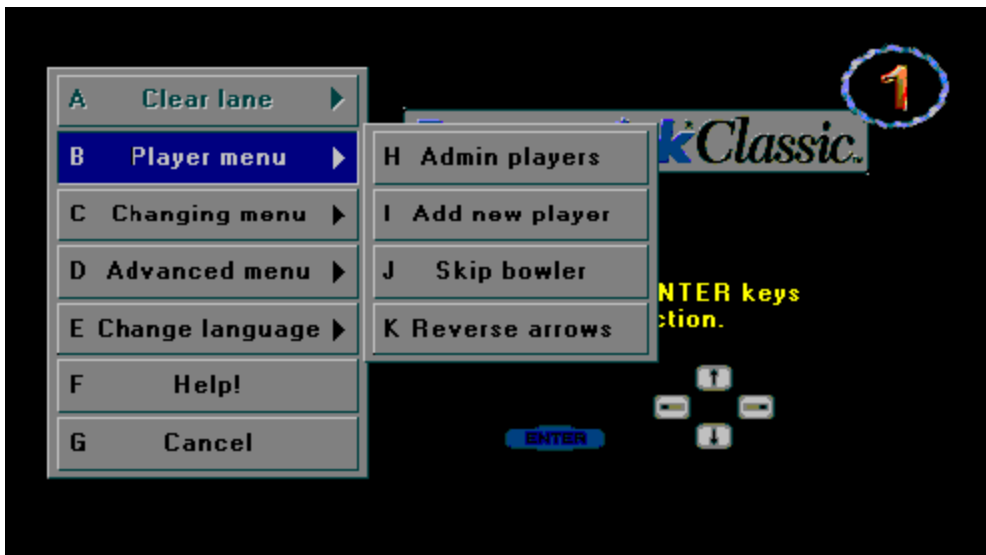 1
A Clear lane
B Player menu
C Changing menu
D Advanced menu
E Change language
F Help!
G Cancel
H Admin players
I Add new player
J Skip bowler
K Reverse arrows
k Classic
NTER keys
ction.
ENTER